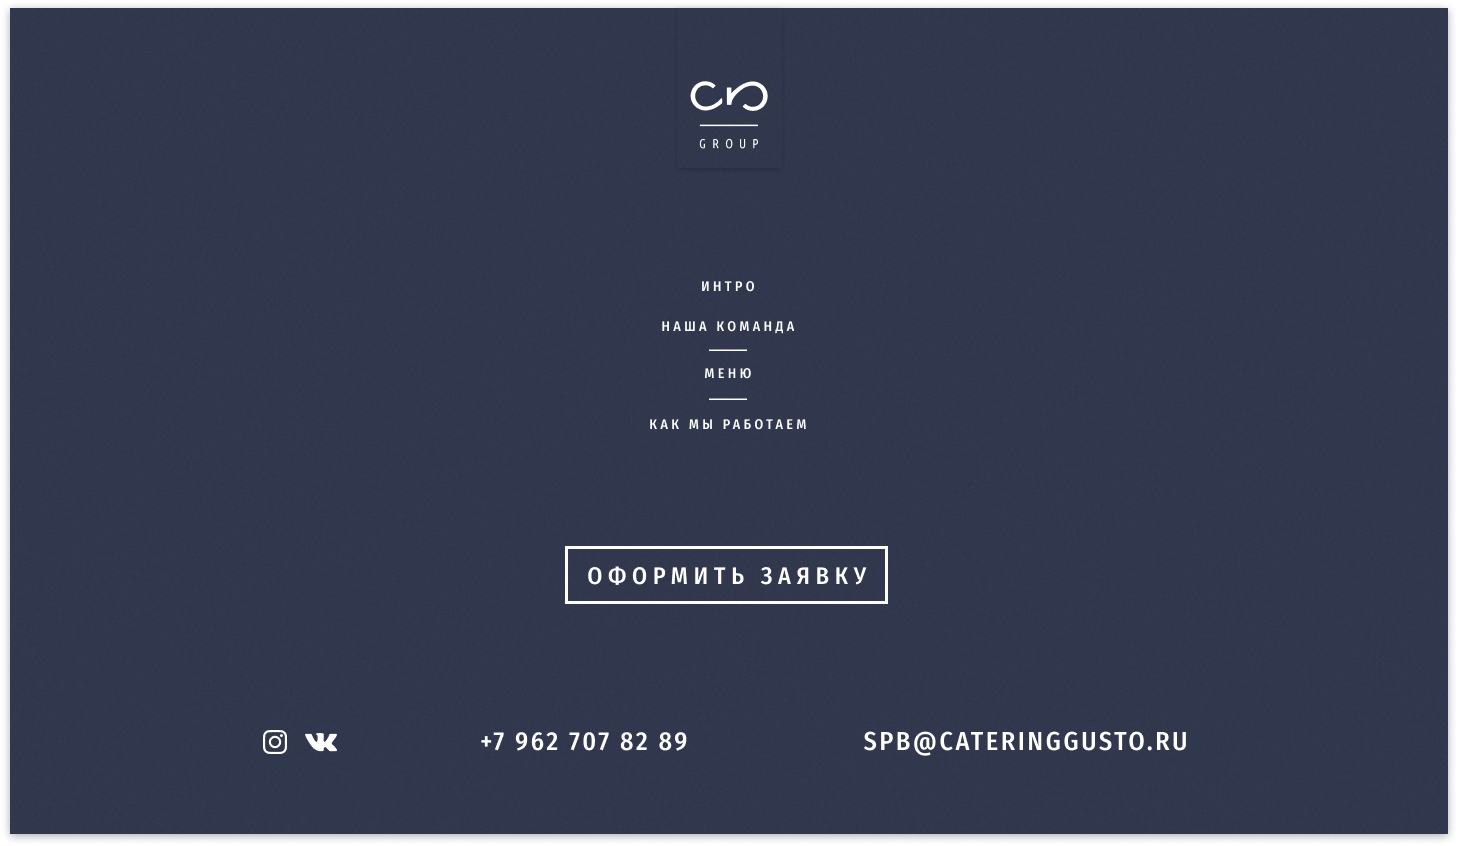 GROUP
ИНТРО
НАША КОМАНДА
МЕНЮ
КАК МЫ РАБОТАЕМ
ОФОРМИТЬ ЗАЯВКУ
+7 962 707 82 89
SPB@CATERINGGUSTO.RU